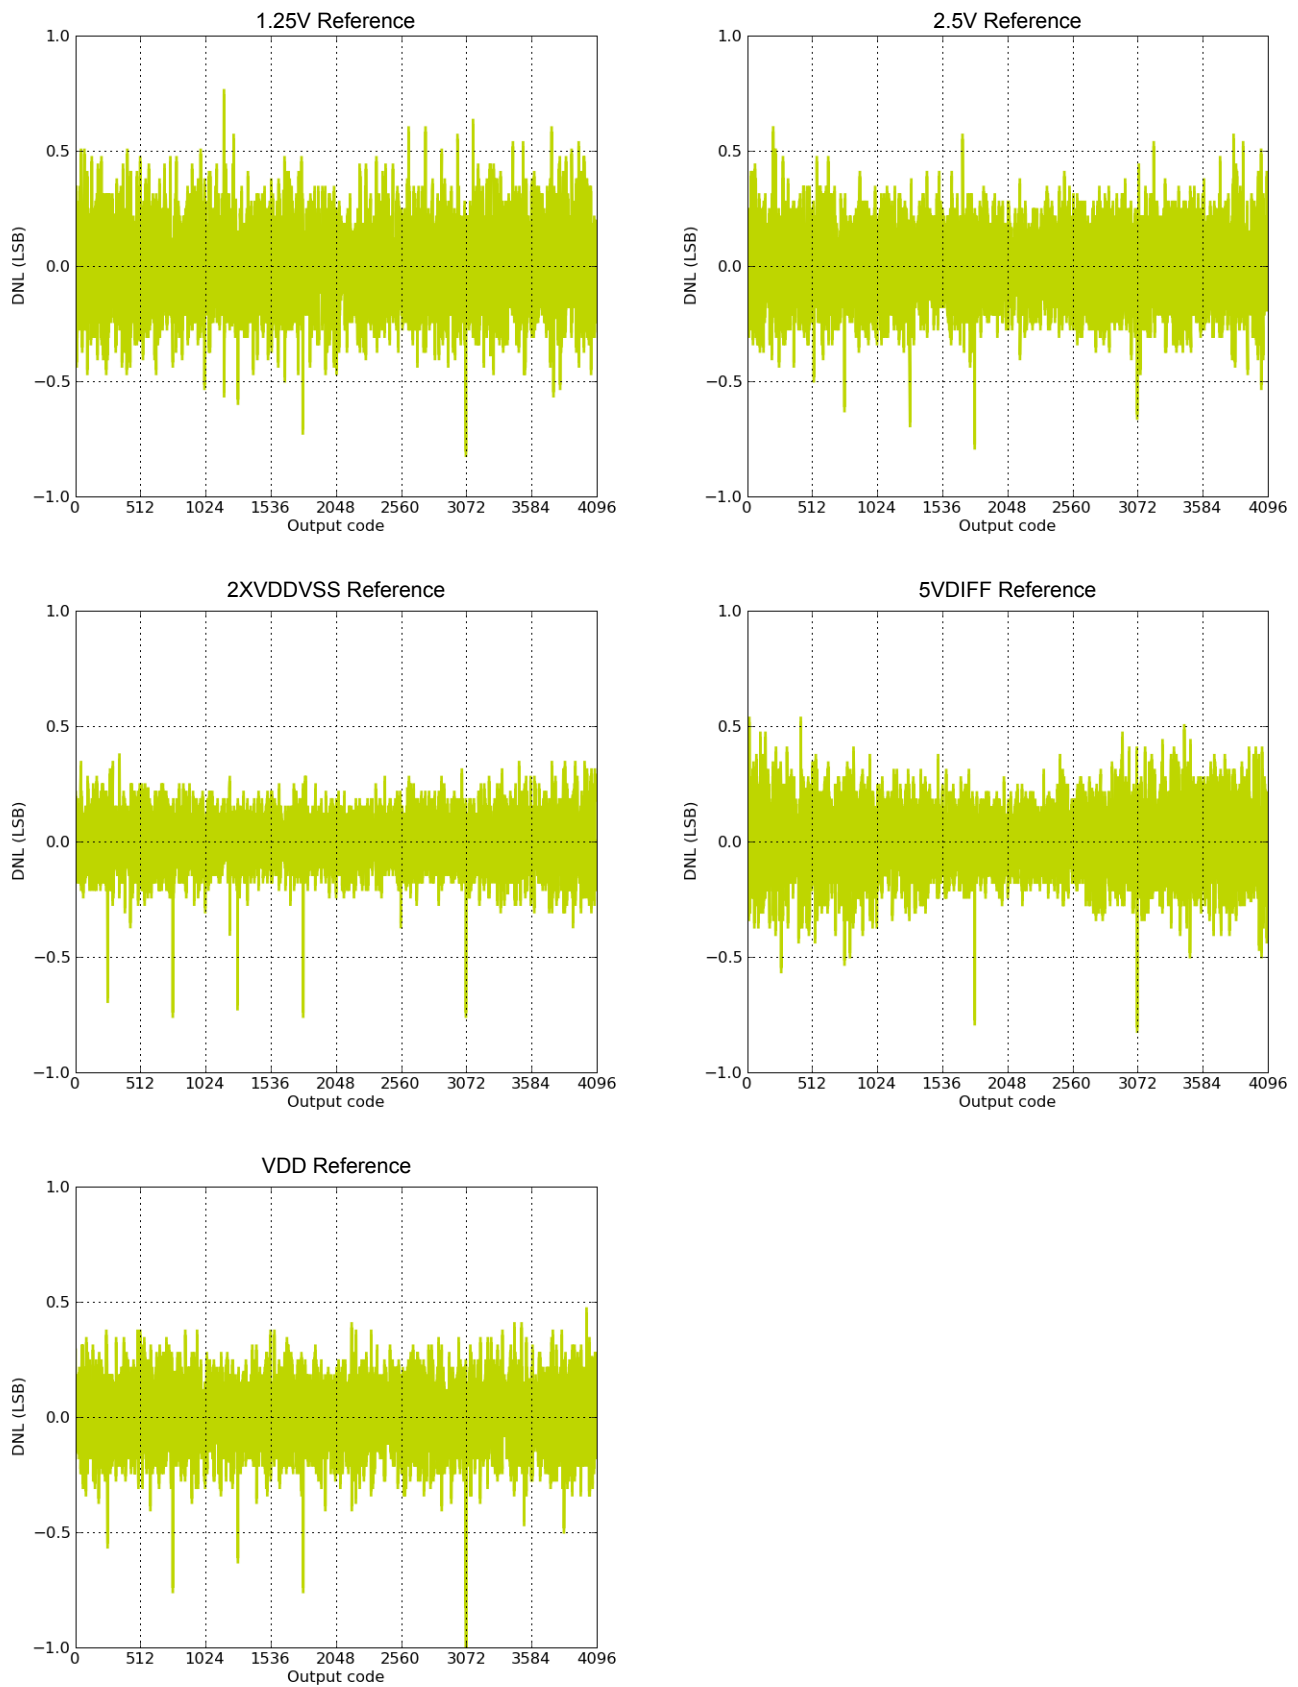 1.25V Reference
1.0
0.5
0.0
−0.5
−1.0
DNL (LSB)
0 512 1024 1536 2048 2560 3072 3584 4096
Output code
2.5V Reference
1.0
0.5
0.0
−0.5
−1.0
DNL (LSB)
0 512 1024 1536 2048 2560 3072 3584 4096
Output code
2XVDDVSS Reference
1.0
0.5
0.0
−0.5
−1.0
DNL (LSB)
0 512 1024 1536 2048 2560 3072 3584 4096
Output code
5VDIFF Reference
1.0
0.5
0.0
−0.5
−1.0
DNL (LSB)
0 512 1024 1536 2048 2560 3072 3584 4096
Output code
VDD Reference
1.0
0.5
0.0
−0.5
−1.0
DNL (LSB)
0 512 1024 1536 2048 2560 3072 3584 4096
Output code